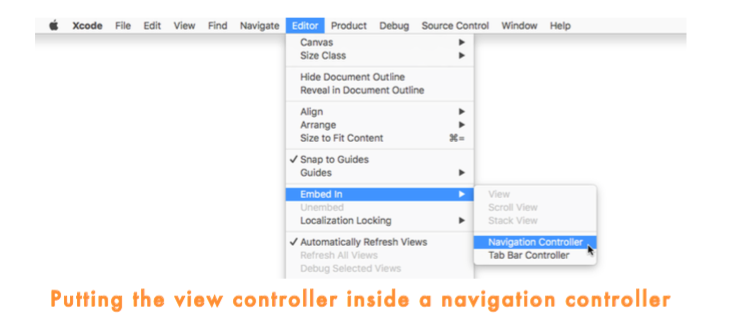 Xcode File Edit View Find Navigate Editor Product Debug Source Control Window Help
Canvas
Size Class
Hide Document Outline
Reveal in Document Outline
Align
Arrange
Size to Fit Content ⌘=
✓ Snap to Guides
Guides
Embed In
Unembed
Localization Locking
✓ Automatically Refresh Views
Refresh All Views
Debug Selected Views
View
Scroll View
Stack View
Navigation Controller
Tab Bar Controller
Putting the view controller inside a navigation controller